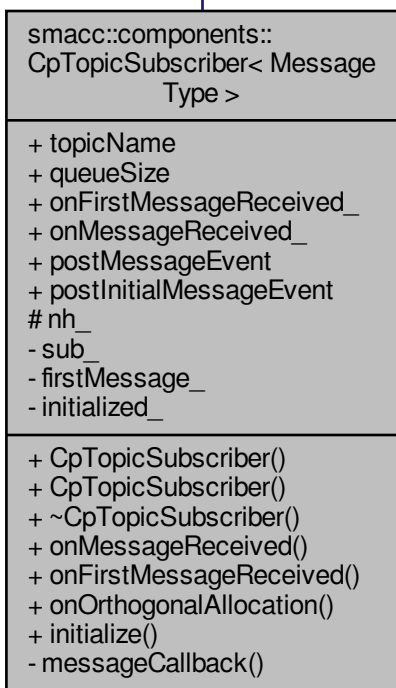 smacc::components::
CpTopicSubscriber< Message
Type >
+ topicName
+ queueSize
+ onFirstMessageReceived_
+ onMessageReceived_
+ postMessageEvent
+ postInitialMessageEvent
# nh_
- sub_
- firstMessage_
- initialized_
+ CpTopicSubscriber()
+ CpTopicSubscriber()
+ ~CpTopicSubscriber()
+ onMessageReceived()
+ onFirstMessageReceived()
+ onOrthogonalAllocation()
+ initialize()
- messageCallback()